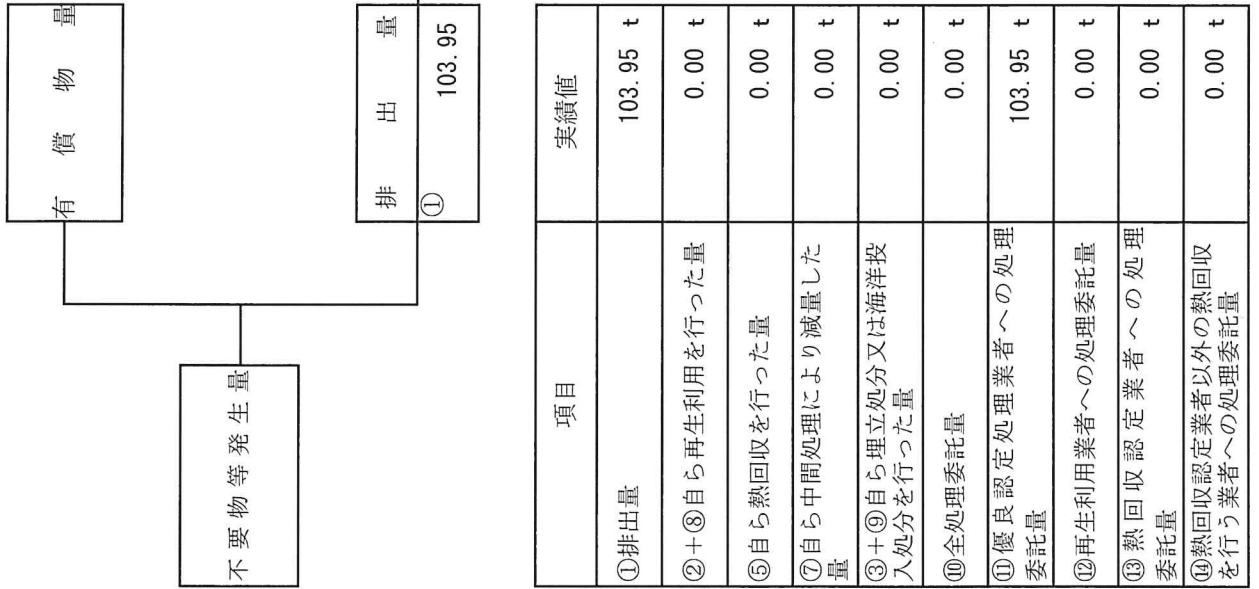 不要物等発生量
有償物量
排出量
① 103.95
項目 実績値
①排出量 103.95 t
②+⑧自ら再生利用を行った量 0.00 t
⑤自ら熱回収を行った量 0.00 t
⑦自ら中間処理により減量した
量 0.00 t
③+⑨自ら埋立処分又は海洋投
入処分を行った量 0.00 t
⑩全処理委託量 0.00 t
⑪優良認定処理業者への処理
委託量 103.95 t
⑫再生利用業者への処理委託量 0.00 t
⑬熱回収認定業者への処理
委託量 0.00 t
⑭熱回収認定業者以外の熱回収
を行う業者への処理委託量 0.00 t